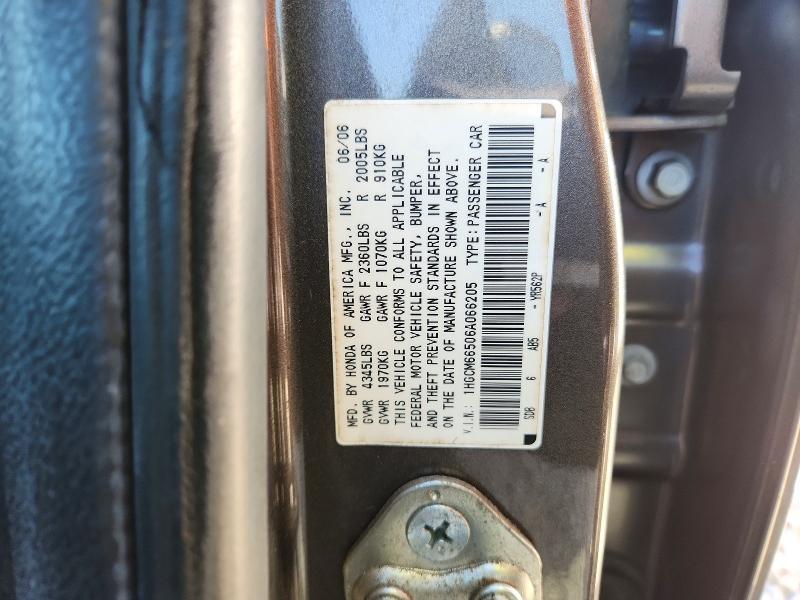 MFD. BY HONDA OF AMERICA MFG., INC. 06/06
GVWR 4345LBS GAWR F 2360LBS R 2005LBS
GVWR 1970KG GAWR F 1070KG R 910KG
THIS VEHICLE CONFORMS TO ALL APPLICABLE
FEDERAL MOTOR VEHICLE SAFETY, BUMPER,
AND THEFT PREVENTION STANDARDS IN EFFECT
ON THE DATE OF MANUFACTURE SHOWN ABOVE.
V.I.N.: 1HGCM66506A066205 TYPE: PASSENGER CAR
SDB 6 AB5 - YR562P - A - A